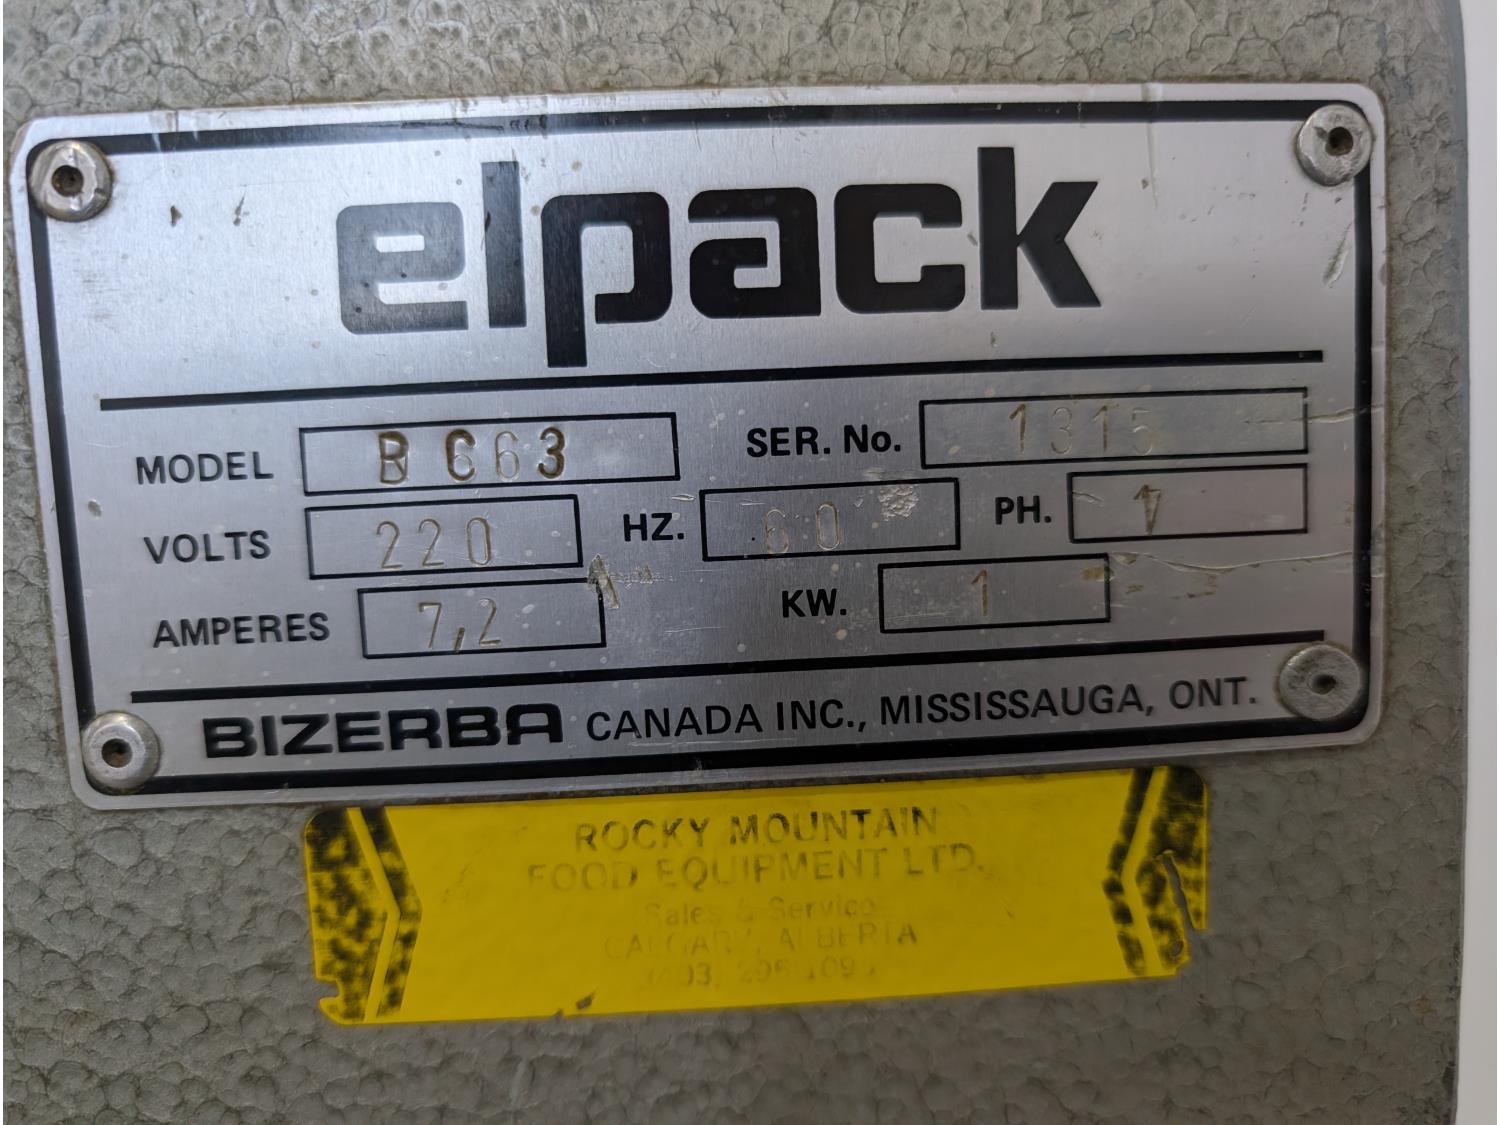 elpack
MODEL BC63 SER. No. 1315
VOLTS 220 HZ. 60 PH. 1
AMPERES 7,2 KW. 1
BIZERBA CANADA INC., MISSISSAUGA, ONT.
ROCKY MOUNTAIN
FOOD EQUIPMENT LTD.
Sales & Service
CALGARY, ALBERTA